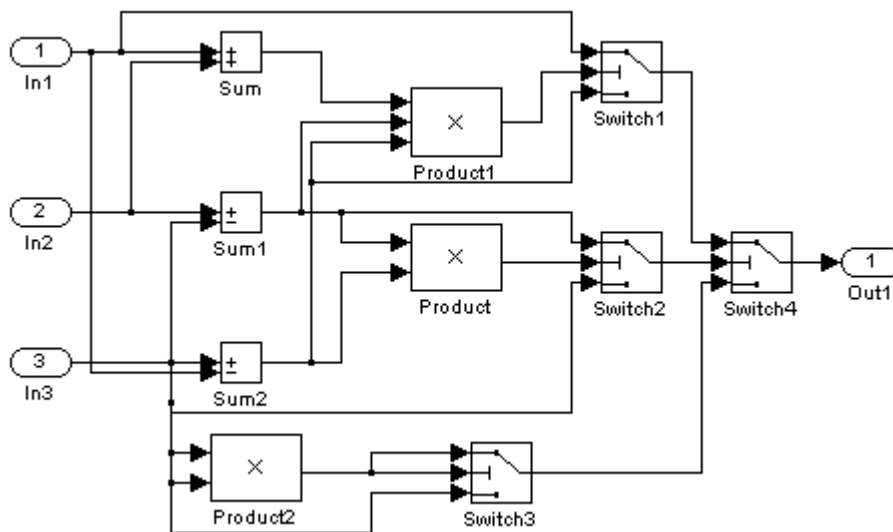 1
In1
+
+
Sum
×
Product1
Switch1
2
In2
+
−
Sum1
×
Product
Switch2
Switch4
1
Out1
3
In3
+
−
Sum2
×
Product2
Switch3